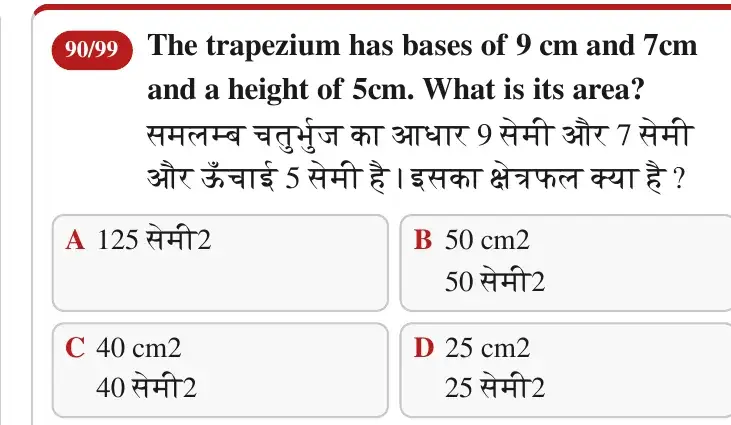 90/99 The trapezium has bases of 9 cm and 7cm
and a height of 5cm. What is its area?
समलम्ब चतुर्भुज का आधार 9 सेमी और 7 सेमी
और ऊँचाई 5 सेमी है। इसका क्षेत्रफल क्या है ?
A 125 सेमी2
B 50 cm2
50 सेमी2
C 40 cm2
40 सेमी2
D 25 cm2
25 सेमी2